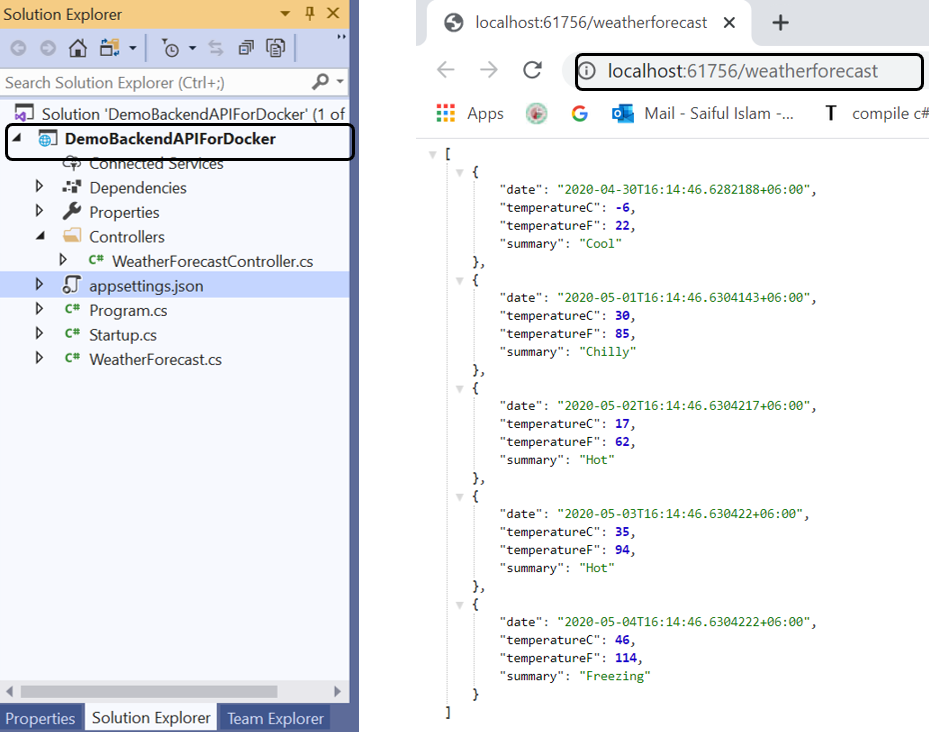 Solution Explorer
Search Solution Explorer (Ctrl+;)
Solution 'DemoBackendAPIForDocker' (1 of
DemoBackendAPIForDocker
Connected Services
Dependencies
Properties
Controllers
C# WeatherForecastController.cs
appsettings.json
C# Program.cs
C# Startup.cs
C# WeatherForecast.cs
Properties
Solution Explorer
Team Explorer
localhost:61756/weatherforecast
localhost:61756/weatherforecast
Apps
G
Mail - Saiful Islam -...
T compile c#
[
{
"date": "2020-04-30T16:14:46.6282188+06:00",
"temperatureC": -6,
"temperatureF": 22,
"summary": "Cool"
},
{
"date": "2020-05-01T16:14:46.6304143+06:00",
"temperatureC": 30,
"temperatureF": 85,
"summary": "Chilly"
},
{
"date": "2020-05-02T16:14:46.6304217+06:00",
"temperatureC": 17,
"temperatureF": 62,
"summary": "Hot"
},
{
"date": "2020-05-03T16:14:46.630422+06:00",
"temperatureC": 35,
"temperatureF": 94,
"summary": "Hot"
},
{
"date": "2020-05-04T16:14:46.6304222+06:00",
"temperatureC": 46,
"temperatureF": 114,
"summary": "Freezing"
}
]